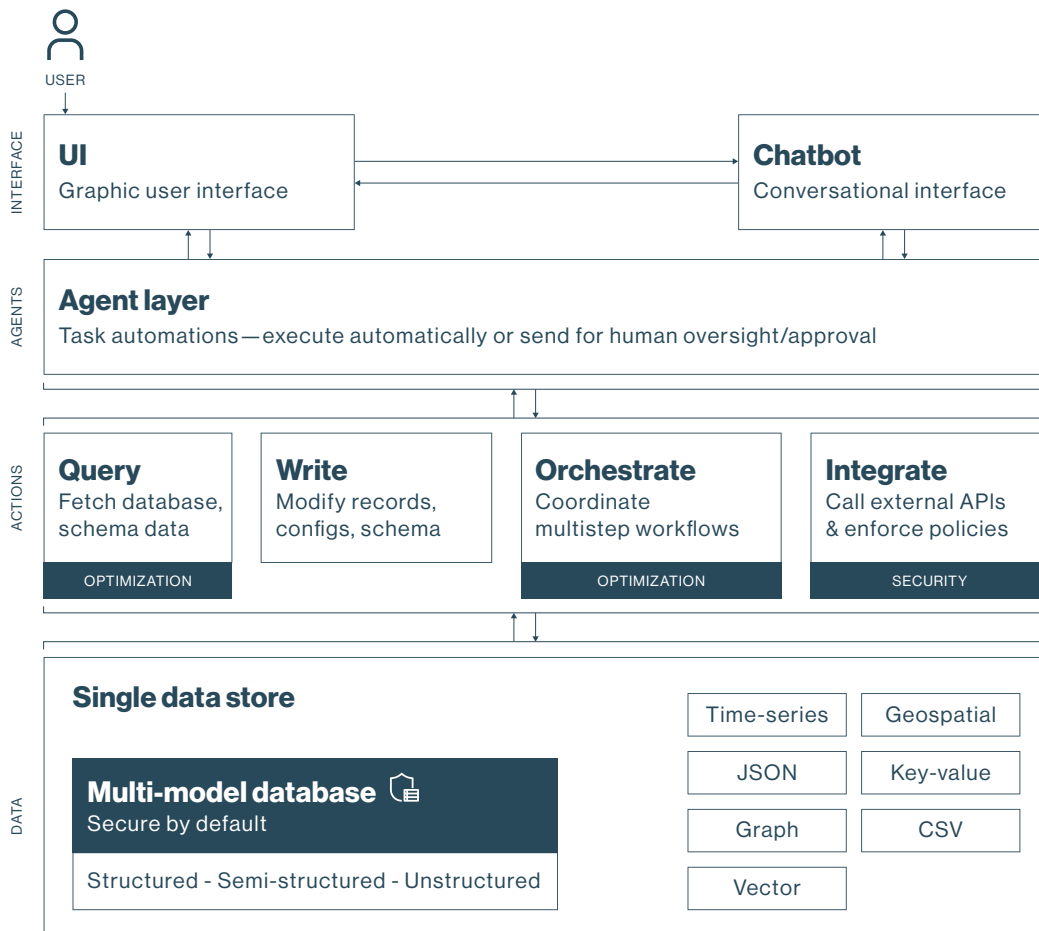 USER
INTERFACE
UI
Graphic user interface
Chatbot
Conversational interface
AGENTS
Agent layer
Task automations—execute automatically or send for human oversight/approval
ACTIONS
Query
Fetch database,
schema data
OPTIMIZATION
Write
Modify records,
configs, schema
Orchestrate
Coordinate
multistep workflows
OPTIMIZATION
Integrate
Call external APIs
& enforce policies
SECURITY
DATA
Single data store
Multi-model database
Secure by default
Structured - Semi-structured - Unstructured
Time-series
Geospatial
JSON
Key-value
Graph
CSV
Vector